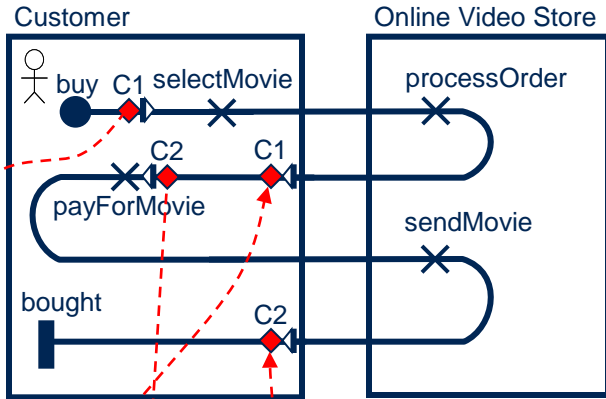 Customer
Online Video Store
buy
C1
selectMovie
processOrder
C2
C1
payForMovie
sendMovie
bought
C2